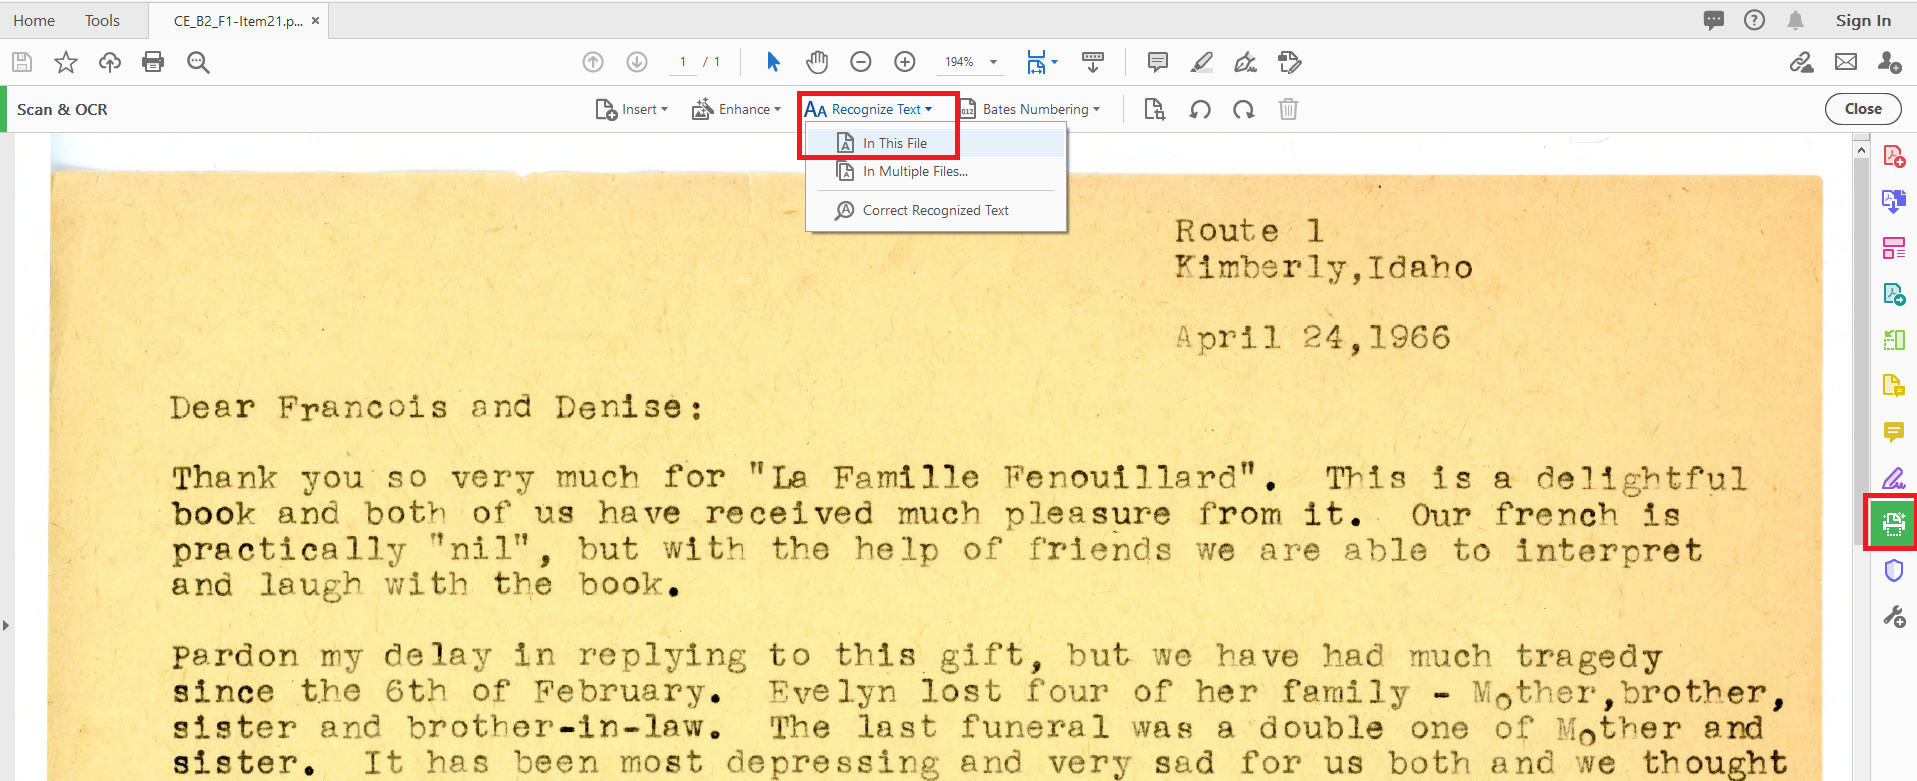 Home Tools CE_B2_F1-Item21.p... × Sign In
1 / 1 194%
Scan & OCR Insert Enhance AA Recognize Text 012 Bates Numbering Close
A In This File
A In Multiple Files...
A Correct Recognized Text
Route 1
Kimberly,Idaho
April 24,1966
Dear Francois and Denise:
Thank you so very much for "La Famille Fenouillard". This is a delightful
book and both of us have received much pleasure from it. Our french is
practically "nil", but with the help of friends we are able to interpret
and laugh with the book.
Pardon my delay in replying to this gift, but we have had much tragedy
since the 6th of February. Evelyn lost four of her family - Mother,brother,
sister and brother-in-law. The last funeral was a double one of Mother and
sister. It has been most depressing and very sad for us both and we thought